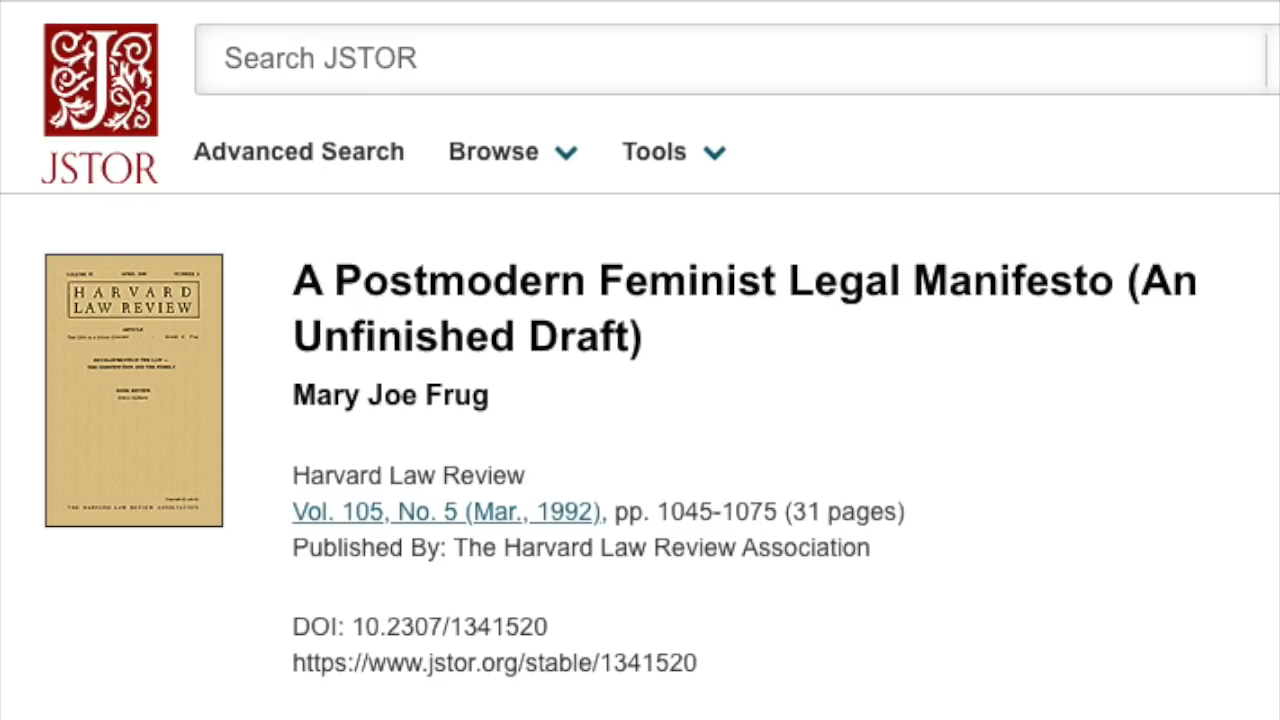 Search JSTOR
JSTOR
Advanced Search Browse Tools
HARVARD
LAW REVIEW
A Postmodern Feminist Legal Manifesto (An
Unfinished Draft)
Mary Joe Frug
Harvard Law Review
Vol. 105, No. 5 (Mar., 1992), pp. 1045-1075 (31 pages)
Published By: The Harvard Law Review Association
DOI: 10.2307/1341520
https://www.jstor.org/stable/1341520